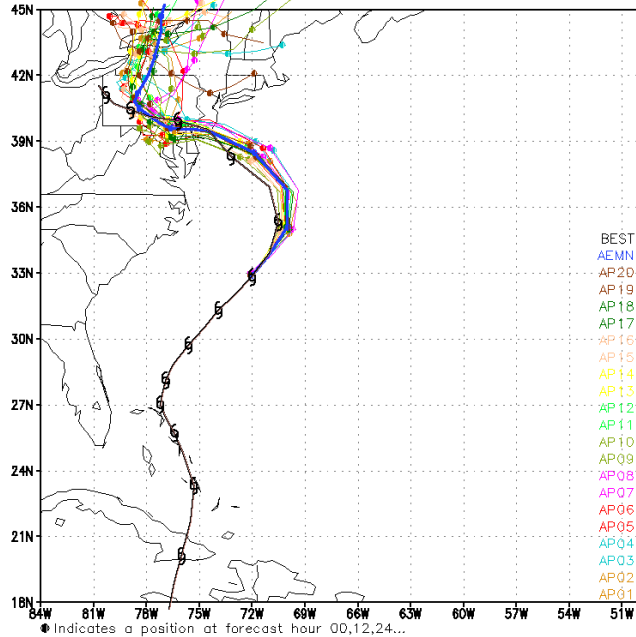 45N
42N
39N
36N
33N
30N
27N
24N
21N
18N
84W 81W 78W 75W 72W 69W 66W 63W 60W 57W 54W 51W
BEST
AEMN
AP20
AP19
AP18
AP17
AP16
AP15
AP14
AP13
AP12
AP11
AP10
AP09
AP08
AP07
AP06
AP05
AP04
AP03
AP02
AP01
Indicates a position at forecast hour 00,12,24...